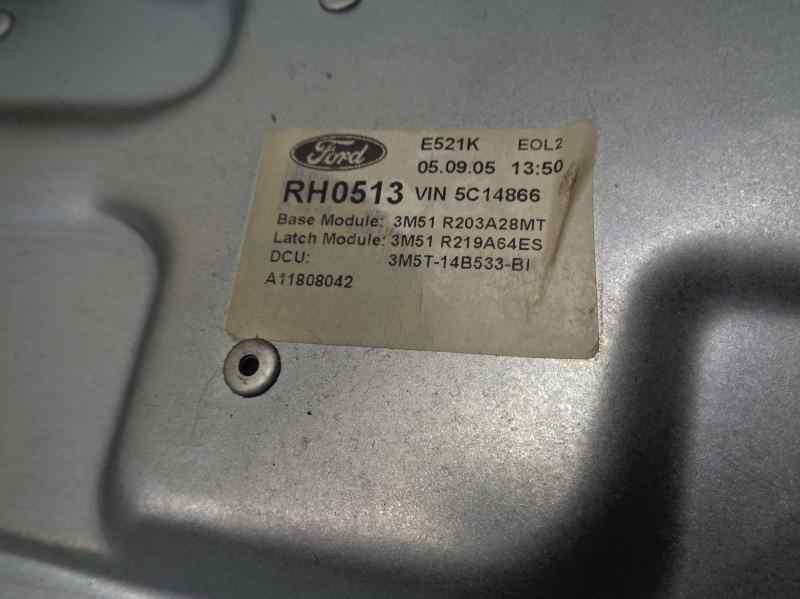 Ford E521K EOL2
05.09.05 13:50
RH0513 VIN 5C14866
Base Module: 3M51 R203A28MT
Latch Module: 3M51 R219A64ES
DCU: 3M5T-14B533-BI
A11808042